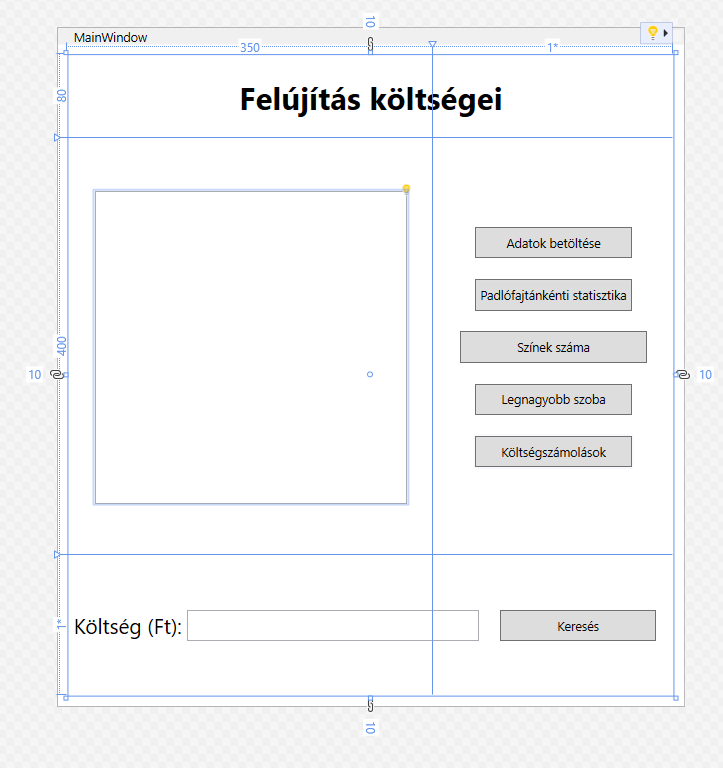 10
MainWindow
350
1*
80
Felújítás költségei
Adatok betöltése
Padlófajtánkénti statisztika
400
Színek száma
10
10
Legnagyobb szoba
Költségszámolások
1*
Költség (Ft):
Keresés
10